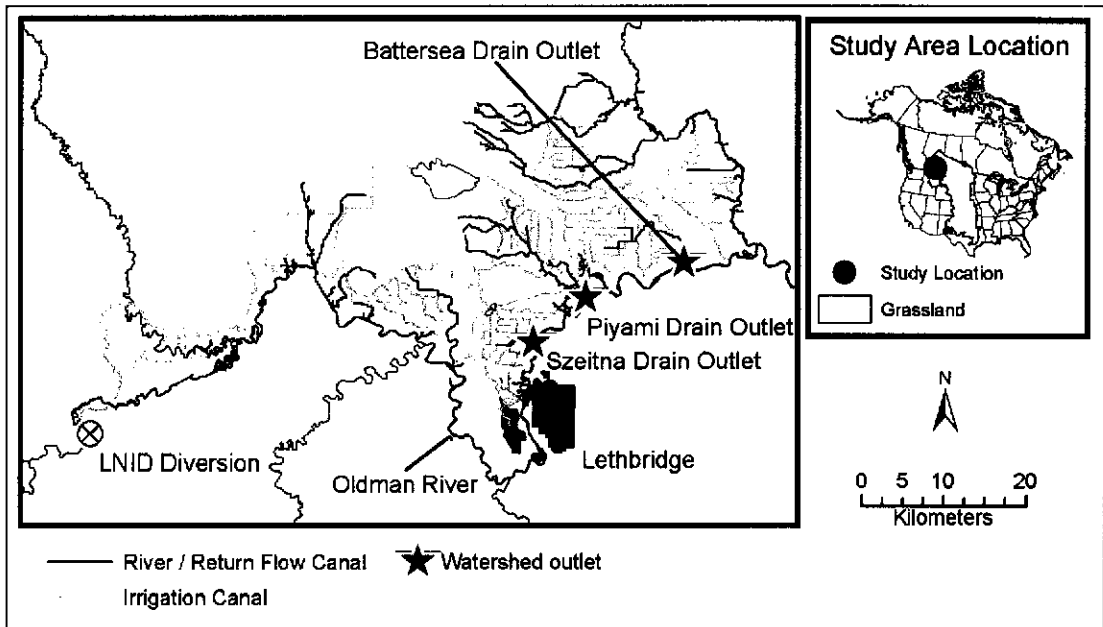 Battersea Drain Outlet
Piyami Drain Outlet
Szeitna Drain Outlet
LNID Diversion
Oldman River
Lethbridge
Study Area Location
Study Location
Grassland
N
0 5 10 20
Kilometers
River / Return Flow Canal
Watershed outlet
Irrigation Canal